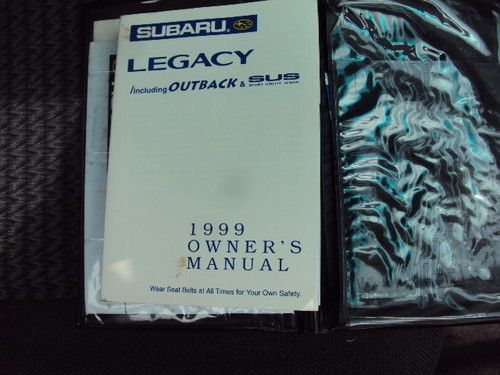 SUBARU
LEGACY
/including OUTBACK & SUS
SPORT UTILITY SEDAN
1999
OWNER'S
MANUAL
Wear Seat Belts at All Times for Your Own Safety.